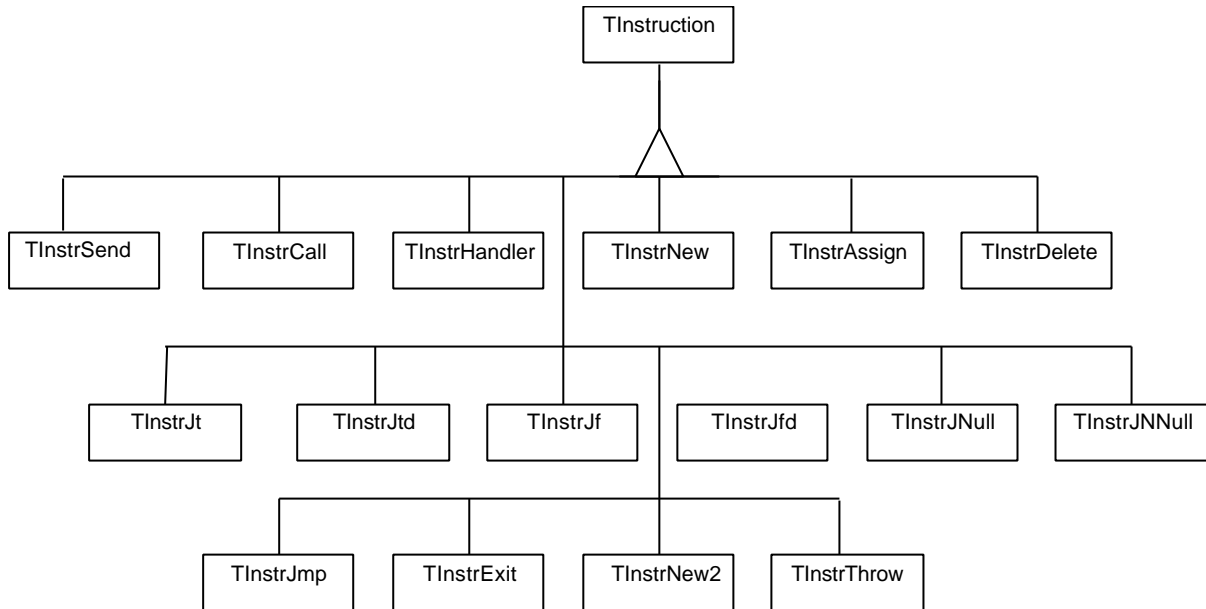 TInstruction
TInstrSend
TInstrCall
TInstrHandler
TInstrNew
TInstrAssign
TInstrDelete
TInstrJt
TInstrJtd
TInstrJf
TInstrJfd
TInstrJNull
TInstrJNNull
TInstrJmp
TInstrExit
TInstrNew2
TInstrThrow